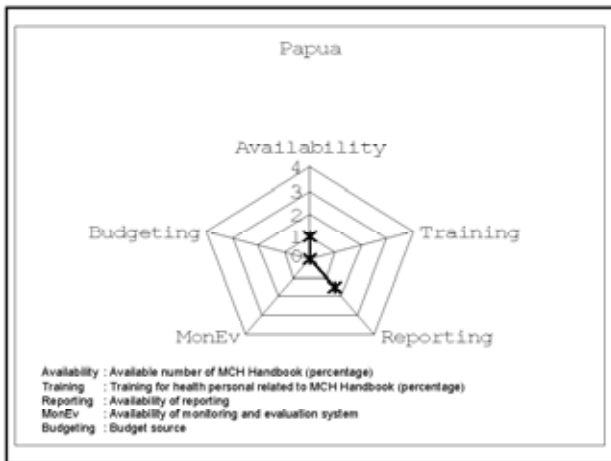 Papua
Availability
4
3
2
1
0
Budgeting
Training
MonEv
Reporting
Availability : Available number of MCH Handbook (percentage)
Training : Training for health personal related to MCH Handbook (percentage)
Reporting : Availability of reporting
MonEv : Availability of monitoring and evaluation system
Budgeting : Budget source